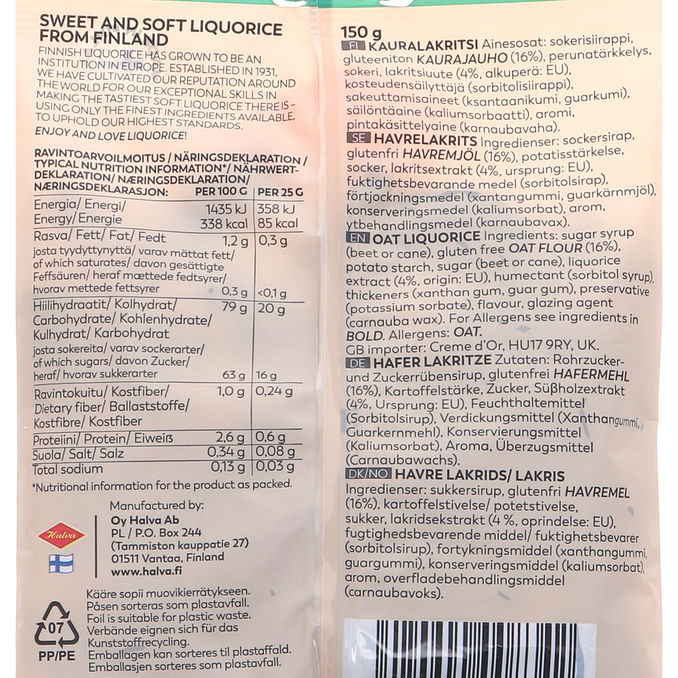 SWEET AND SOFT LIQUORICE
FROM FINLAND
FINNISH LIQUORICE HAS GROWN TO BE AN
INSTITUTION IN EUROPE. ESTABLISHED IN 1931,
WE HAVE CULTIVATED OUR REPUTATION AROUND
THE WORLD FOR OUR EXCEPTIONAL SKILLS IN
MAKING THE TASTIEST SOFT LIQUORICE THERE IS –
USING ONLY THE FINEST INGREDIENTS AVAILABLE,
TO UPHOLD OUR HIGHEST STANDARDS.
ENJOY AND LOVE LIQUORICE!
RAVINTOARVOILMOITUS / NÄRINGSDEKLARATION /
TYPICAL NUTRITION INFORMATION*/ NÄHRWERT-
DEKLARATION/ NÆRINGSDEKLARATION/
NÆRINGSDEKLARASJON: PER 100 G PER 25 G
Energia/ Energi/ 1435 kJ 358 kJ
Energy/ Energie 338 kcal 85 kcal
Rasva/ Fett/ Fat/ Fedt 1,2 g 0,3 g
josta tyydyttynyttä/ varav mättat fett/
of which saturates/ davon gesättigte
Feffsäuren/ heraf mættede fedtsyrer/
hvorav mettede fettsyrer 0,3 g <0,1 g
Hiilihydraatit/ Kolhydrat/ 79 g 20 g
Carbohydrate/ Kohlenhydrate/
Kulhydrat/ Karbohydrat
josta sokereita/ varav sockerarter/
of which sugars/ davon Zucker/
heraf/ hvorav sukkerarter 63 g 16 g
Ravintokuitu/ Kostfiber/ 1,0 g 0,24 g
Dietary fiber/ Ballaststoffe/
Kostfibre/ Kostfiber
Proteiini/ Protein/ Eiweiß 2,6 g 0,6 g
Suola/ Salt/ Salz 0,34 g 0,08 g
Total sodium 0,13 g 0,03 g
*Nutritional information for the product as packed.
Manufactured by:
Oy Halva Ab
PL / P.O. Box 244
(Tammiston kauppatie 27)
01511 Vantaa, Finland
www.halva.fi
Halva
Kääre sopii muovikierrätykseen.
Påsen sorteras som plastavfall.
Foil is suitable for plastic waste.
Verbände eignen sich für das
Kunststoffrecycling.
Emballagen kan sorteres til plastaffald.
Emballasjen sorteres som plastavfall.
07
PP/PE
150 g
FI KAURALAKRITSI Ainesosat: sokerisiirappi,
gluteeniton KAURAJAUHO (16%), perunatärkkelys,
sokeri, lakritsiuute (4%, alkuperä: EU),
kosteudensäilyttäjä (sorbitolisiirappi),
sakeuttamisaineet (ksantaanikumi, guarkumi),
säilöntäaine (kaliumsorbaatti), aromi,
pintakäsittelyaine (karnaubavaha).
SE HAVRELAKRITS Ingredienser: sockersirap,
glutenfri HAVREMJÖL (16%), potatisstärkelse,
socker, lakritsextrakt (4%, ursprung: EU),
fuktighetsbevarande medel (sorbitolsirap),
förtjockningsmedel (xantangummi, guarkärnmjöl),
konserveringsmedel (kaliumsorbat), arom,
ytbehandlingsmedel (karnaubavax).
EN OAT LIQUORICE Ingredients: sugar syrup
(beet or cane), gluten free OAT FLOUR (16%),
potato starch, sugar (beet or cane), liquorice
extract (4%, origin: EU), humectant (sorbitol syrup),
thickeners (xanthan gum, guar gum), preservative
(potassium sorbate), flavour, glazing agent
(carnauba wax). For Allergens see ingredients in
BOLD. Allergens: OAT.
GB importer: Creme d'Or, HU17 9RY, UK.
DE HAFER LAKRITZE Zutaten: Rohrzucker-
und Zuckerrübensirup, glutenfrei HAFERMEHL
(16%), Kartoffelstärke, Zucker, Süβholzextrakt
(4%, Ursprung: EU), Feuchthaltemittel
(Sorbitolsirup), Verdickungsmittel (Xanthangummi,
Guarkernmehl), Konservierungsmittel
(Kaliumsorbat), Aroma, Überzugsmittel
(Carnaubawachs).
DK/NO HAVRE LAKRIDS/ LAKRIS
Ingredienser: sukkersirup, glutenfri HAVREMEL
(16%), kartoffelstivelse/ potetstivelse,
sukker, lakridsekstrakt (4 %, oprindelse: EU),
fugtighedsbevarende middel/ fuktighetsbevarer
(sorbitolsirup), fortykningsmiddel (xanthangummi,
guargummi), konserveringsmiddel (kaliumsorbat),
arom, overfladebehandlingsmiddel
(carnaubavoks).